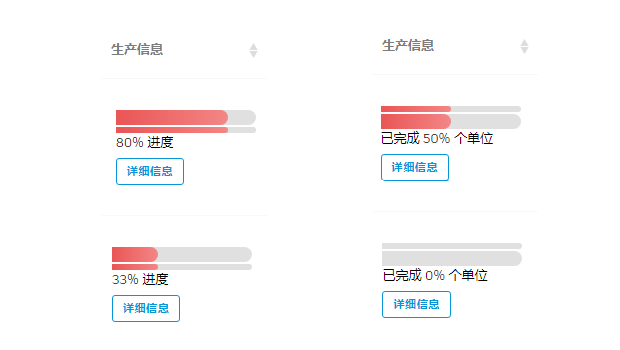 生产信息
80% 进度
详细信息
33% 进度
详细信息
生产信息
已完成 50% 个单位
详细信息
已完成 0% 个单位
详细信息